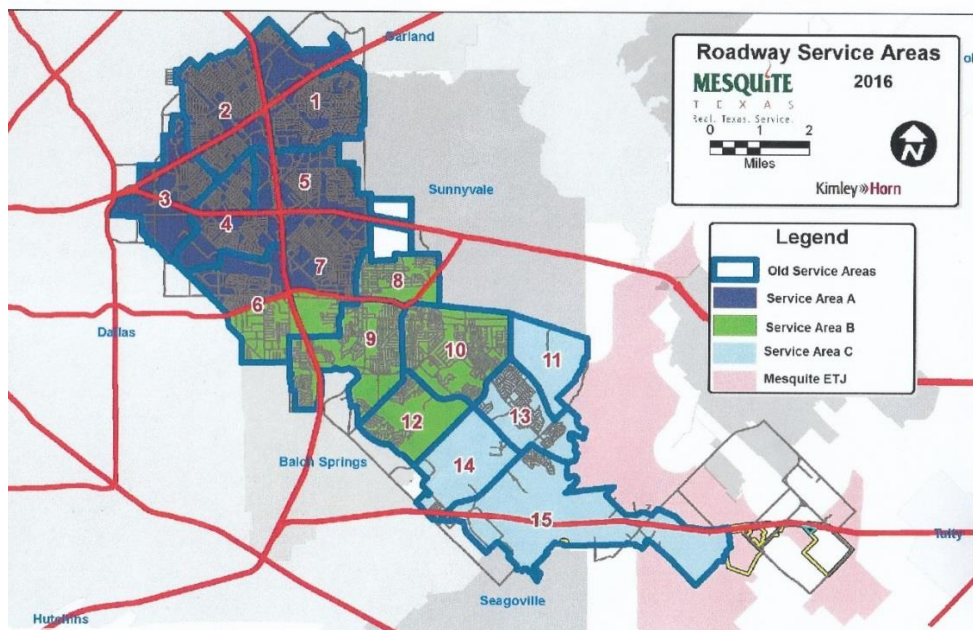 Roadway Service Areas
MESQUITE
2016
T E X A S
Real. Texas. Service.
0 1 2
Miles
N
Kimley»Horn
Legend
Old Service Areas
Service Area A
Service Area B
Service Area C
Mesquite ETJ
Garland
1
2
3
5
Sunnyvale
4
7
8
6
Dallas
9
10
11
12
13
Balch Springs
14
15
Seagoville
Hutchins